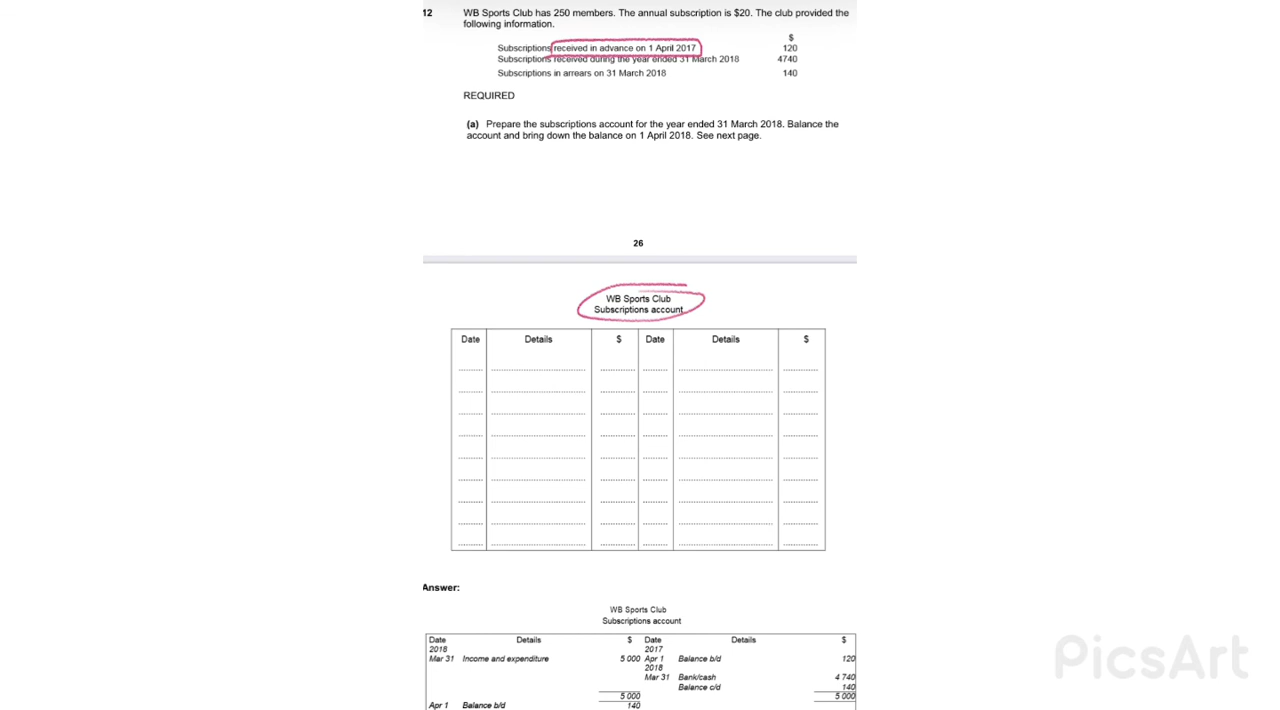 12 WB Sports Club has 250 members. The annual subscription is $20. The club provided the
following information.
$
Subscriptions received in advance on 1 April 2017 120
Subscriptions received during the year ended 31 March 2018 4740
Subscriptions in arrears on 31 March 2018 140
REQUIRED
(a) Prepare the subscriptions account for the year ended 31 March 2018. Balance the
account and bring down the balance on 1 April 2018. See next page.
26
WB Sports Club
Subscriptions account
Date Details $ Date Details $
Answer:
WB Sports Club
Subscriptions account
Date Details $ Date Details $
2018 2017
Mar 31 Income and expenditure 5 000 Apr 1 Balance b/d 120
2018
Mar 31 Bank/cash 4 740
Balance c/d 140
5 000 5 000
Apr 1 Balance b/d 140
PicsArt